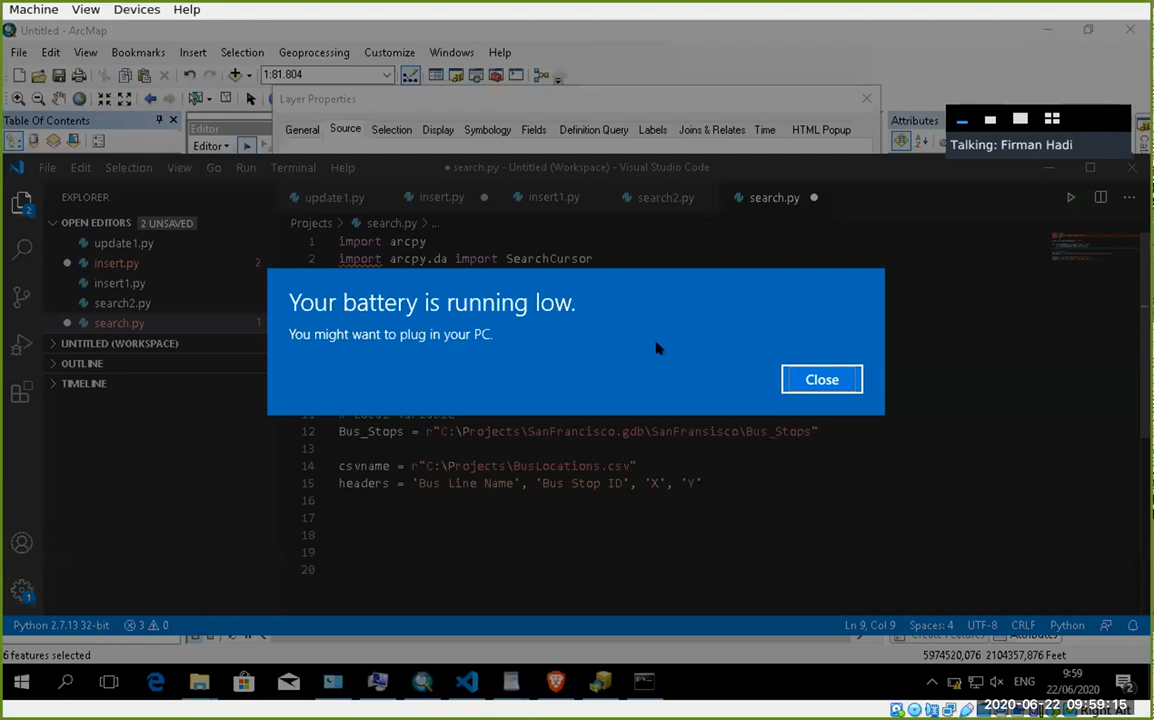 Machine View Devices Help
Untitled - ArcMap
File Edit View Bookmarks Insert Selection Geoprocessing Customize Windows Help
1:81.804
Layer Properties
Table Of Contents
Editor
Editor
General Source Selection Display Symbology Fields Definition Query Labels Joins & Relates Time HTML Popup
Attributes
Talking: Firman Hadi
File Edit Selection View Go Run Terminal Help
● search.py - Untitled (Workspace) - Visual Studio Code
EXPLORER
update1.py insert.py insert1.py search2.py search.py
OPEN EDITORS 2 UNSAVED
update1.py
insert.py 2
insert1.py
search2.py
search.py 1
UNTITLED (WORKSPACE)
OUTLINE
TIMELINE
Projects > search.py > ...
1 import arcpy
2 import arcpy.da import SearchCursor
Your battery is running low.
You might want to plug in your PC.
Close
12 Bus_Stops = r"C:\Projects\SanFrancisco.gdb\SanFransisco\Bus_Stops"
13
14 csvname = r"C:\Projects\BusLocations.csv"
15 headers = 'Bus Line Name', 'Bus Stop ID', 'X', 'Y'
16
17
18
19
20
Python 2.7.13 32-bit 3 0
Ln 9, Col 9 Spaces: 4 UTF-8 CRLF Python
6 features selected
5974520,076 2104357,876 Feet
ENG
9:59
22/06/2020
2
2020-06-22 09:59:15